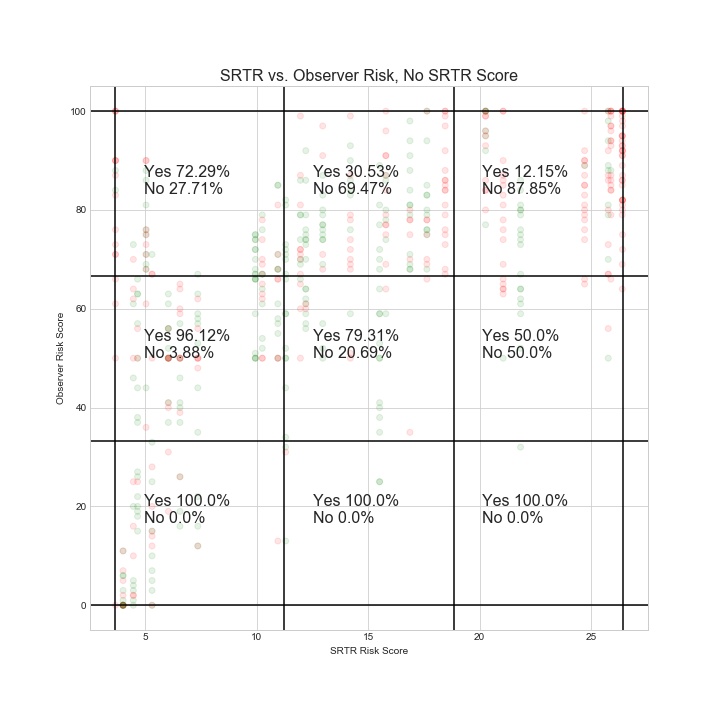 SRTR vs. Observer Risk, No SRTR Score
100
Yes 72.29%
No 27.71%
Yes 30.53%
No 69.47%
Yes 12.15%
No 87.85%
80
60
Yes 96.12%
No 3.88%
Yes 79.31%
No 20.69%
Yes 50.0%
No 50.0%
Observer Risk Score
40
20
Yes 100.0%
No 0.0%
Yes 100.0%
No 0.0%
Yes 100.0%
No 0.0%
0
5
10
15
20
25
SRTR Risk Score